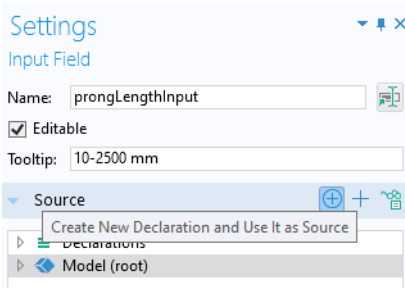 Settings
Input Field
Name: prongLengthInput
Editable
Tooltip: 10-2500 mm
Source
Create New Declaration and Use It as Source
Declarations
Model (root)